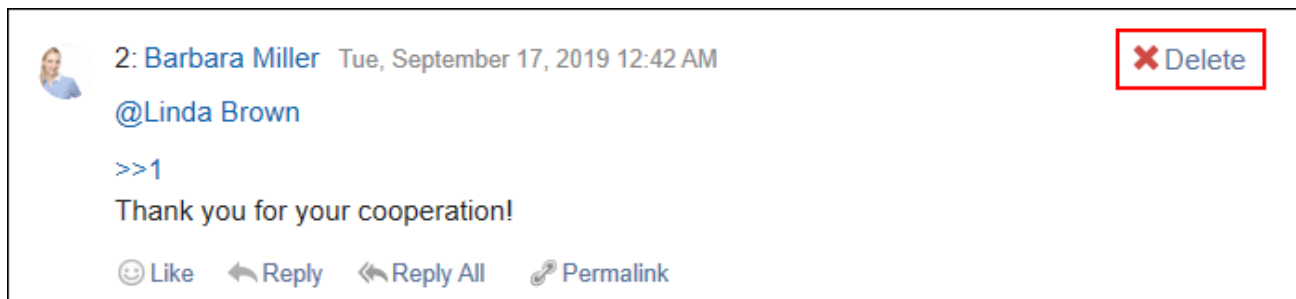 2: Barbara Miller Tue, September 17, 2019 12:42 AM Delete
@Linda Brown
>>1
Thank you for your cooperation!
Like Reply Reply All Permalink